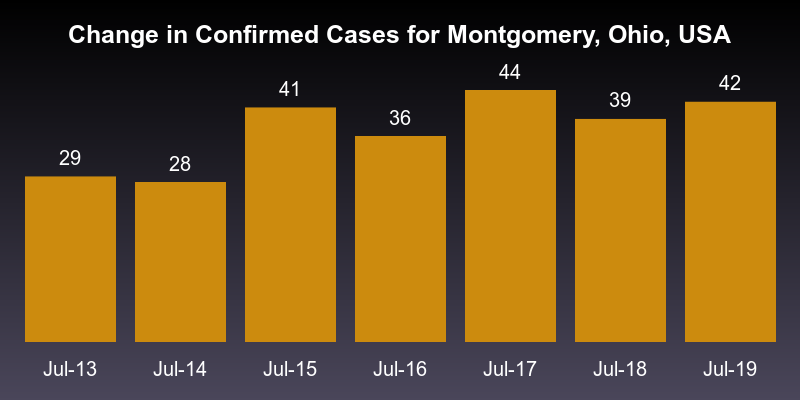 Change in Confirmed Cases for Montgomery, Ohio, USA
29 28 41 36 44 39 42
Jul-13 Jul-14 Jul-15 Jul-16 Jul-17 Jul-18 Jul-19